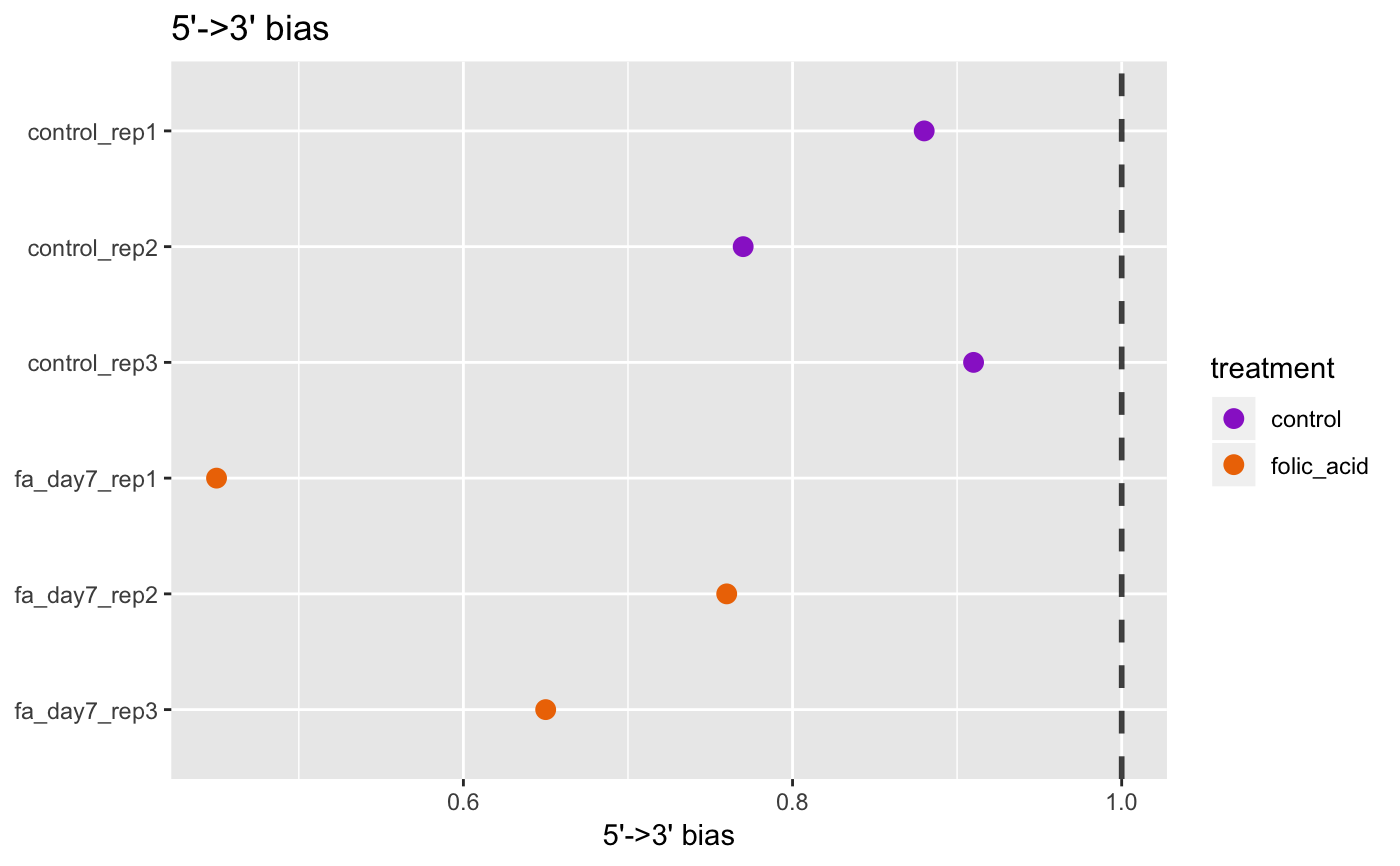 5'->3' bias
control_rep1
control_rep2
control_rep3
fa_day7_rep1
fa_day7_rep2
fa_day7_rep3
0.6 0.8 1.0
5'->3' bias
treatment
control
folic_acid